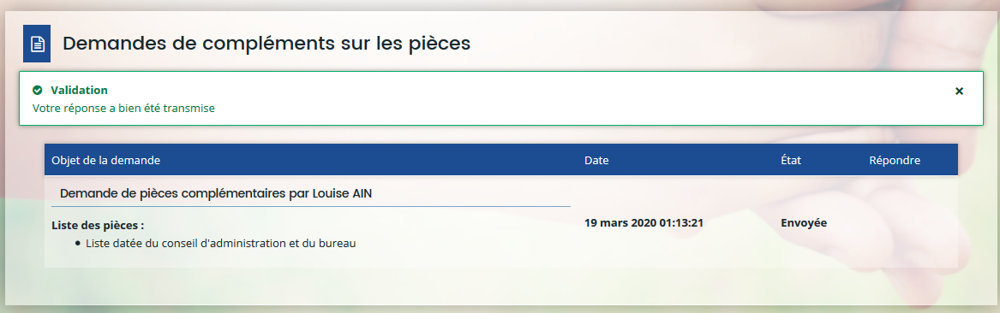 Demandes de compléments sur les pièces
Validation
Votre réponse a bien été transmise
Objet de la demande Date État Répondre
Demande de pièces complémentaires par Louise AIN
Liste des pièces : 19 mars 2020 01:13:21 Envoyée
Liste datée du conseil d'administration et du bureau